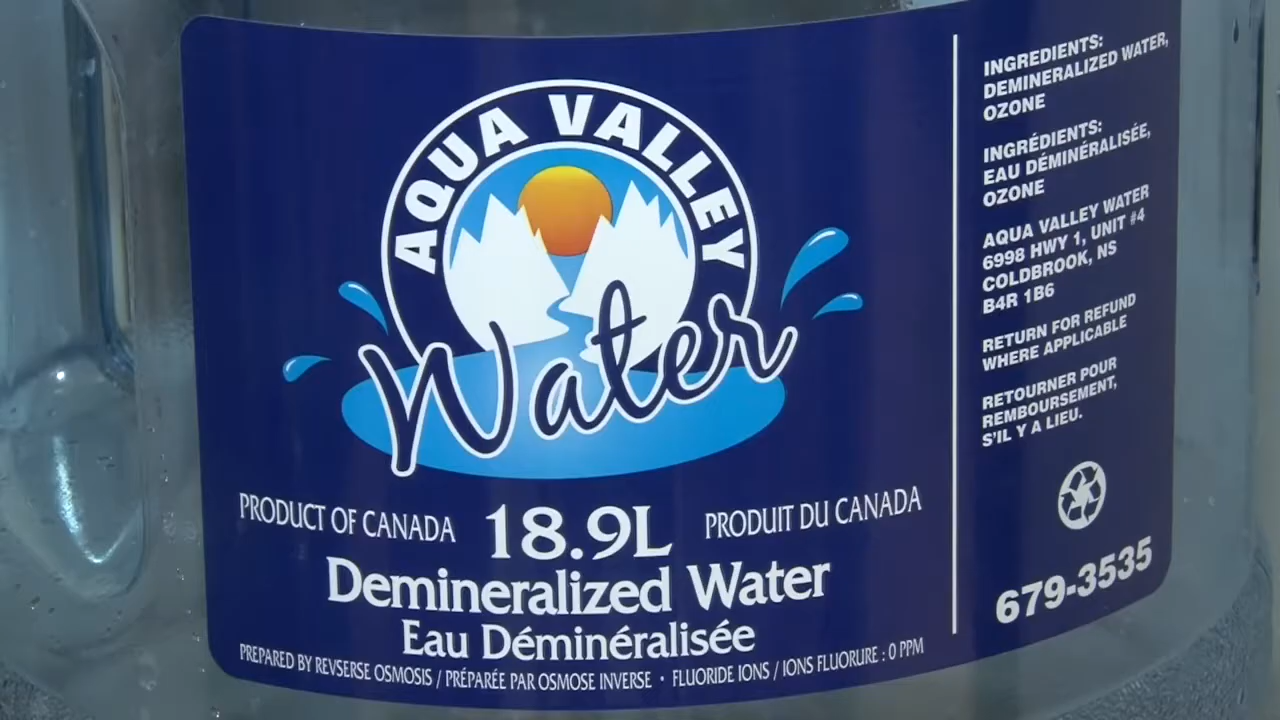 AQUA VALLEY
Water
PRODUCT OF CANADA 18.9L PRODUIT DU CANADA
Demineralized Water
Eau Déminéralisée
PREPARED BY REVSERSE OSMOSIS / PRÉPARÉE PAR OSMOSE INVERSE • FLUORIDE IONS / IONS FLUORURE : 0 PPM
INGREDIENTS:
DEMINERALIZED WATER,
OZONE
INGRÉDIENTS:
EAU DÉMINÉRALISÉE,
OZONE
AQUA VALLEY WATER
6998 HWY 1, UNIT #4
COLDBROOK, NS
B4R 1B6
RETURN FOR REFUND
WHERE APPLICABLE
RETOURNER POUR
REMBOURSEMENT,
S'IL Y A LIEU.
679-3535